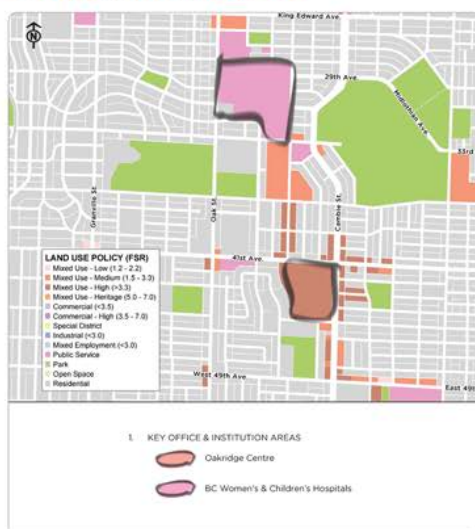 N
King Edward Ave.
29th Ave.
Midlothian Ave.
33rd
Granville St.
Oak St.
Cambie St.
41st Ave.
LAND USE POLICY (FSR)
Mixed Use - Low (1.2 - 2.2)
Mixed Use - Medium (1.5 - 3.3)
Mixed Use - High (>3.3)
Mixed Use - Heritage (5.0 - 7.0)
Commercial (<3.5)
Commercial - High (3.5 - 7.0)
Special District
Industrial (<3.0)
Mixed Employment (<3.0)
Public Service
Park
Open Space
Residential
West 49th Ave.
East 49
1. KEY OFFICE & INSTITUTION AREAS
Oakridge Centre
BC Women's & Children's Hospitals